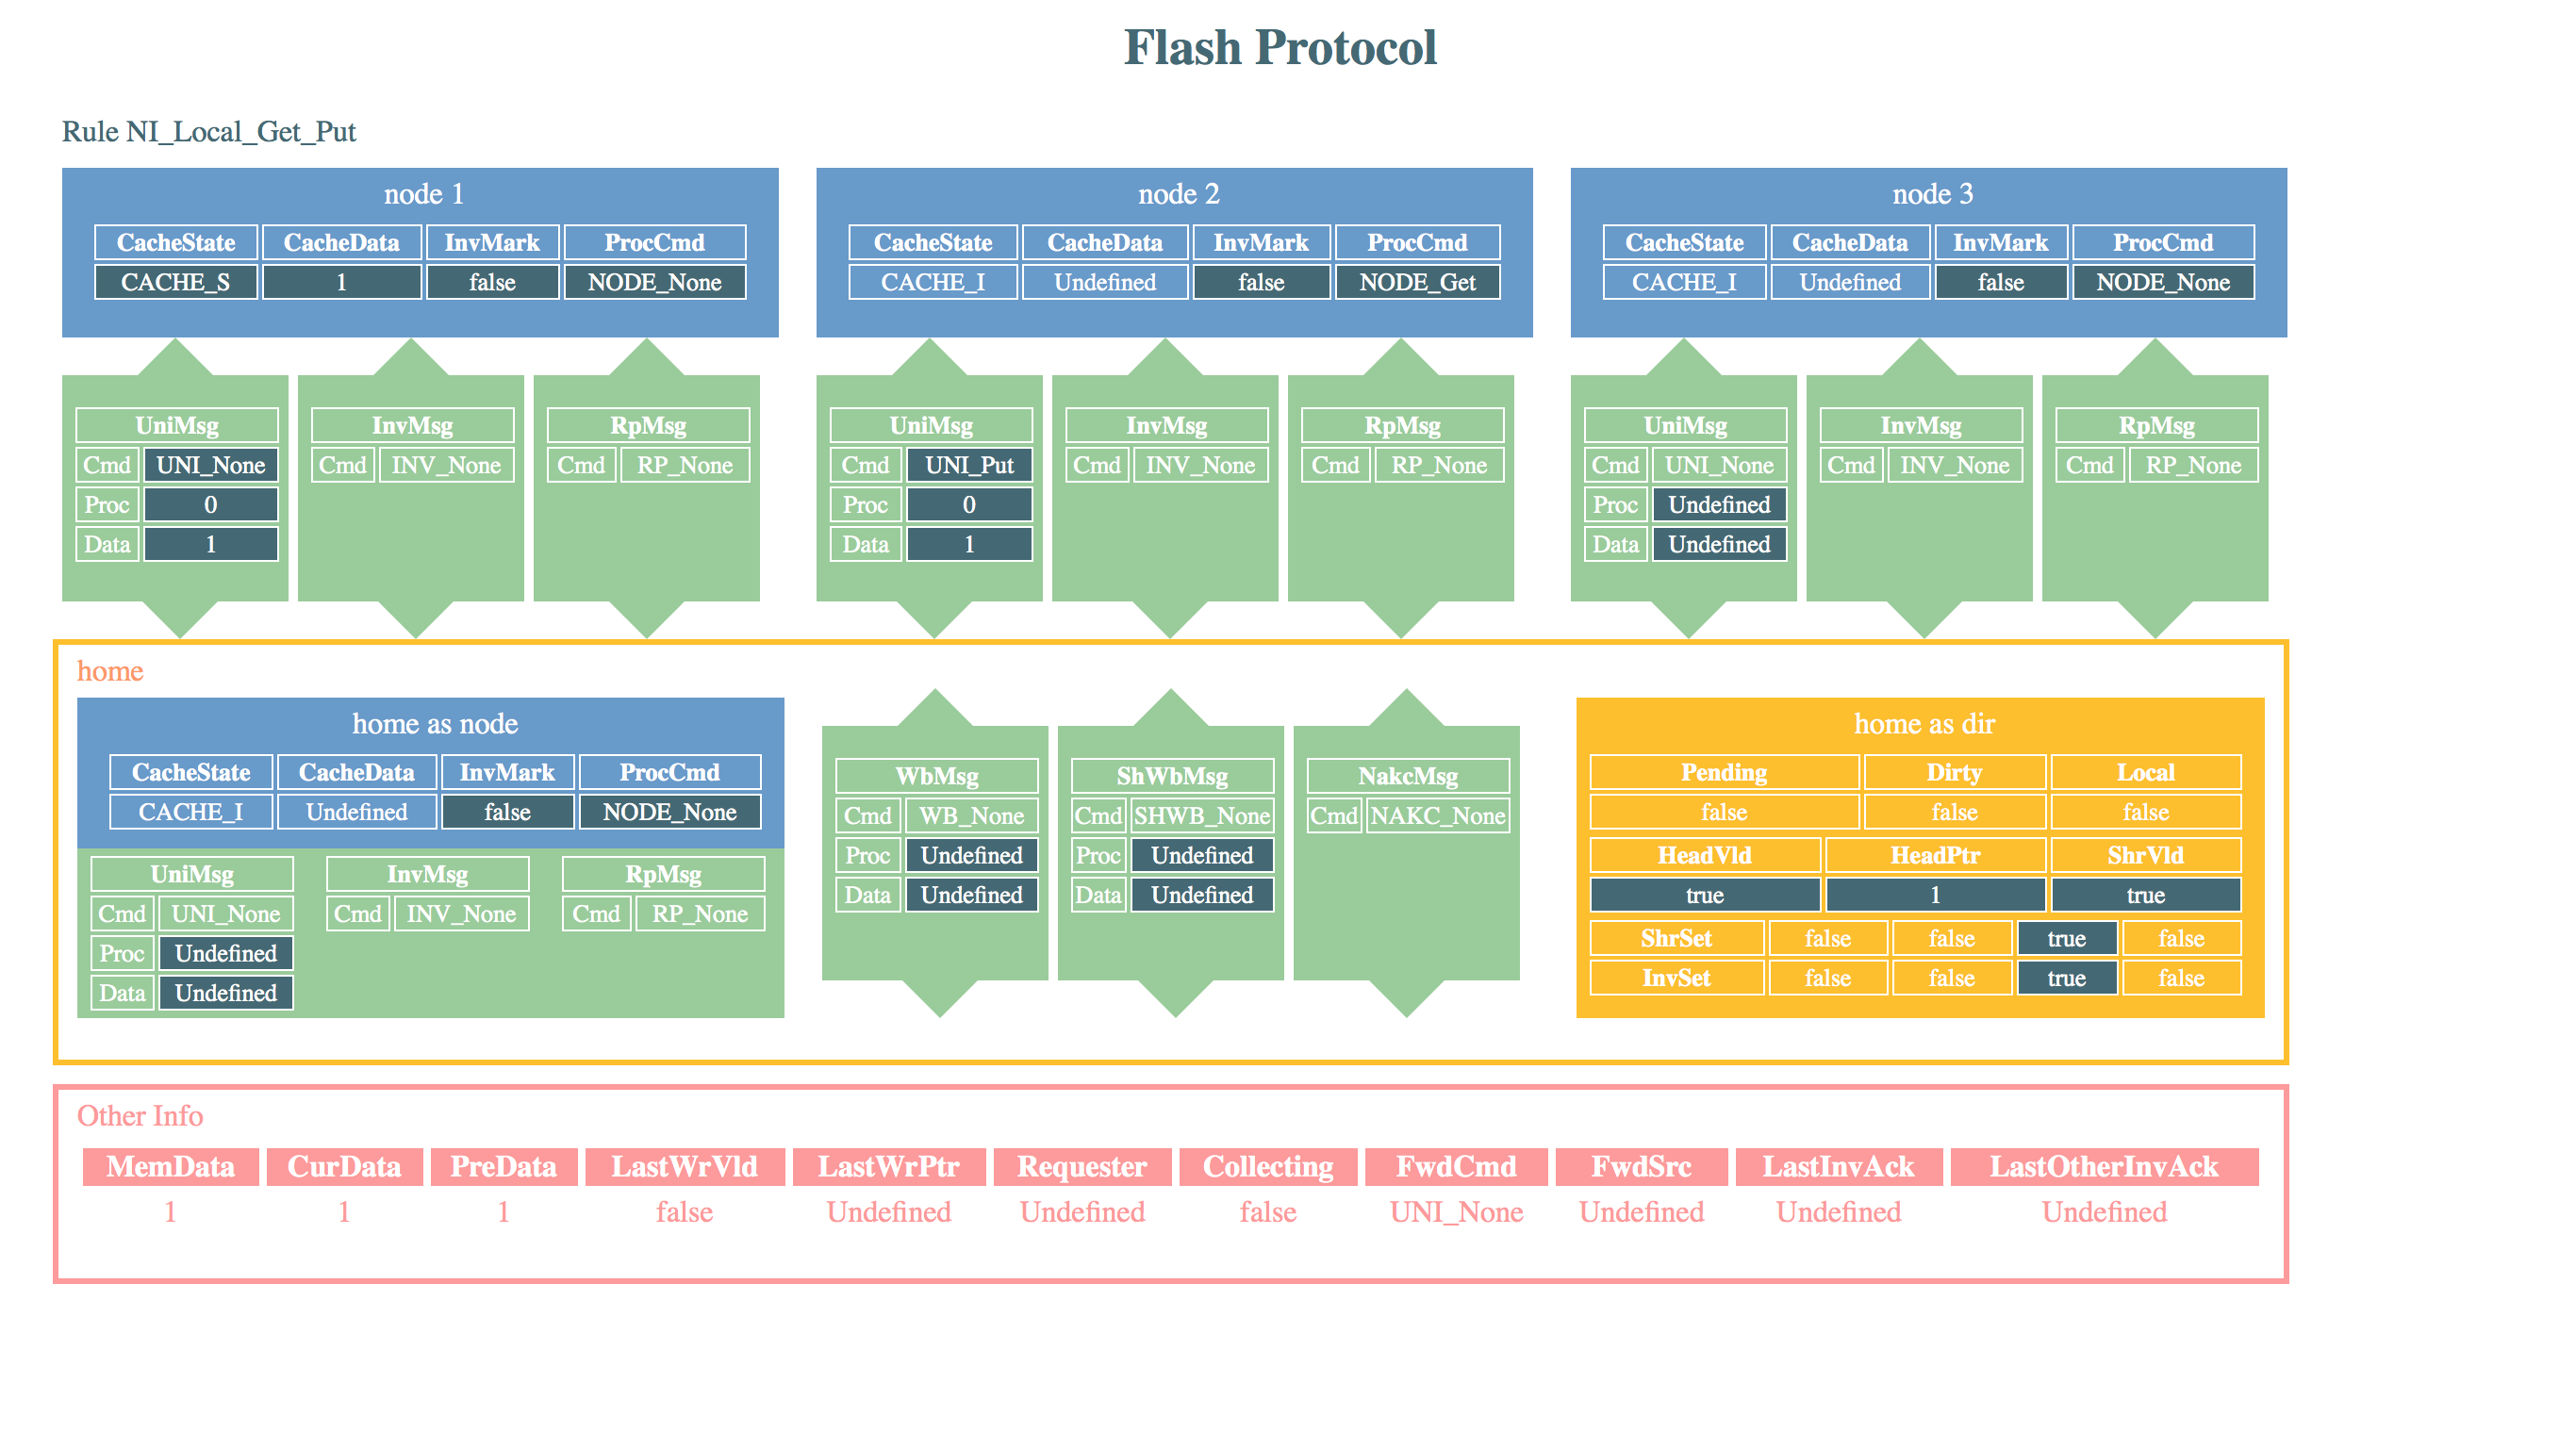 Flash Protocol
Rule NI_Local_Get_Put
node 1
CacheState CacheData InvMark ProcCmd
CACHE_S 1 false NODE_None
node 2
CacheState CacheData InvMark ProcCmd
CACHE_I Undefined false NODE_Get
node 3
CacheState CacheData InvMark ProcCmd
CACHE_I Undefined false NODE_None
UniMsg
Cmd UNI_None
Proc 0
Data 1
InvMsg
Cmd INV_None
RpMsg
Cmd RP_None
UniMsg
Cmd UNI_Put
Proc 0
Data 1
InvMsg
Cmd INV_None
RpMsg
Cmd RP_None
UniMsg
Cmd UNI_None
Proc Undefined
Data Undefined
InvMsg
Cmd INV_None
RpMsg
Cmd RP_None
home
home as node
CacheState CacheData InvMark ProcCmd
CACHE_I Undefined false NODE_None
UniMsg
Cmd UNI_None
Proc Undefined
Data Undefined
InvMsg
Cmd INV_None
RpMsg
Cmd RP_None
WbMsg
Cmd WB_None
Proc Undefined
Data Undefined
ShWbMsg
Cmd SHWB_None
Proc Undefined
Data Undefined
NakcMsg
Cmd NAKC_None
home as dir
Pending Dirty Local
false false false
HeadVld HeadPtr ShrVld
true 1 true
ShrSet false false true false
InvSet false false true false
Other Info
MemData CurData PreData LastWrVld LastWrPtr Requester Collecting FwdCmd FwdSrc LastInvAck LastOtherInvAck
1 1 1 false Undefined Undefined false UNI_None Undefined Undefined Undefined